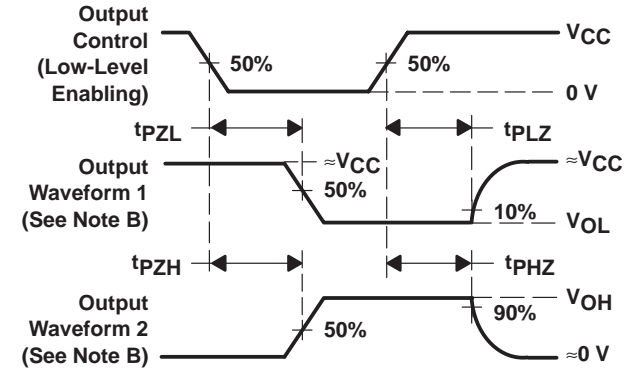 Output
Control
(Low-Level
Enabling)
50%
50%
VCC
0 V
tPZL
tPLZ
Output
Waveform 1
(See Note B)
≈VCC
50%
10%
≈VCC
VOL
tPZH
tPHZ
Output
Waveform 2
(See Note B)
50%
90%
VOH
≈0 V